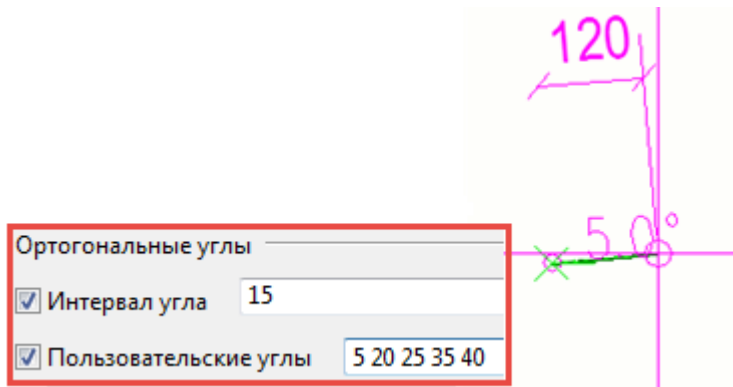 120
5.0°
Ортогональные углы
Интервал угла 15
Пользовательские углы 5 20 25 35 40